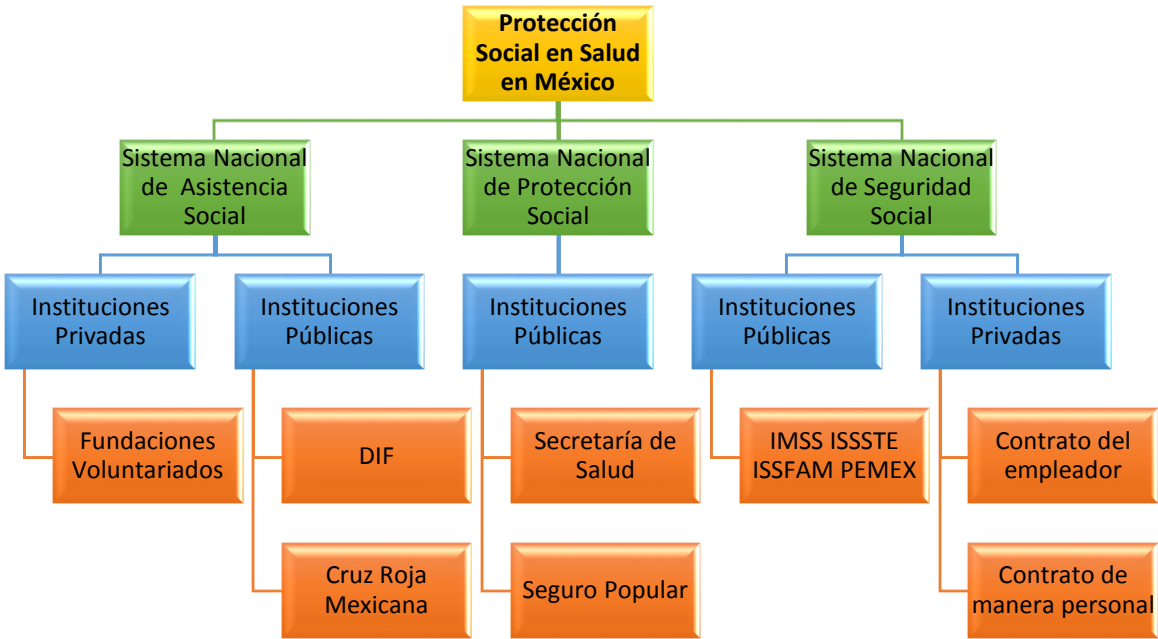 Protección
Social en Salud
en México
Sistema Nacional
de Asistencia
Social
Sistema Nacional
de Protección
Social
Sistema Nacional
de Seguridad
Social
Instituciones
Privadas
Instituciones
Públicas
Instituciones
Públicas
Instituciones
Públicas
Instituciones
Privadas
Fundaciones
Voluntariados
DIF
Secretaría de
Salud
IMSS ISSSTE
ISSFAM PEMEX
Contrato del
empleador
Cruz Roja
Mexicana
Seguro Popular
Contrato de
manera personal